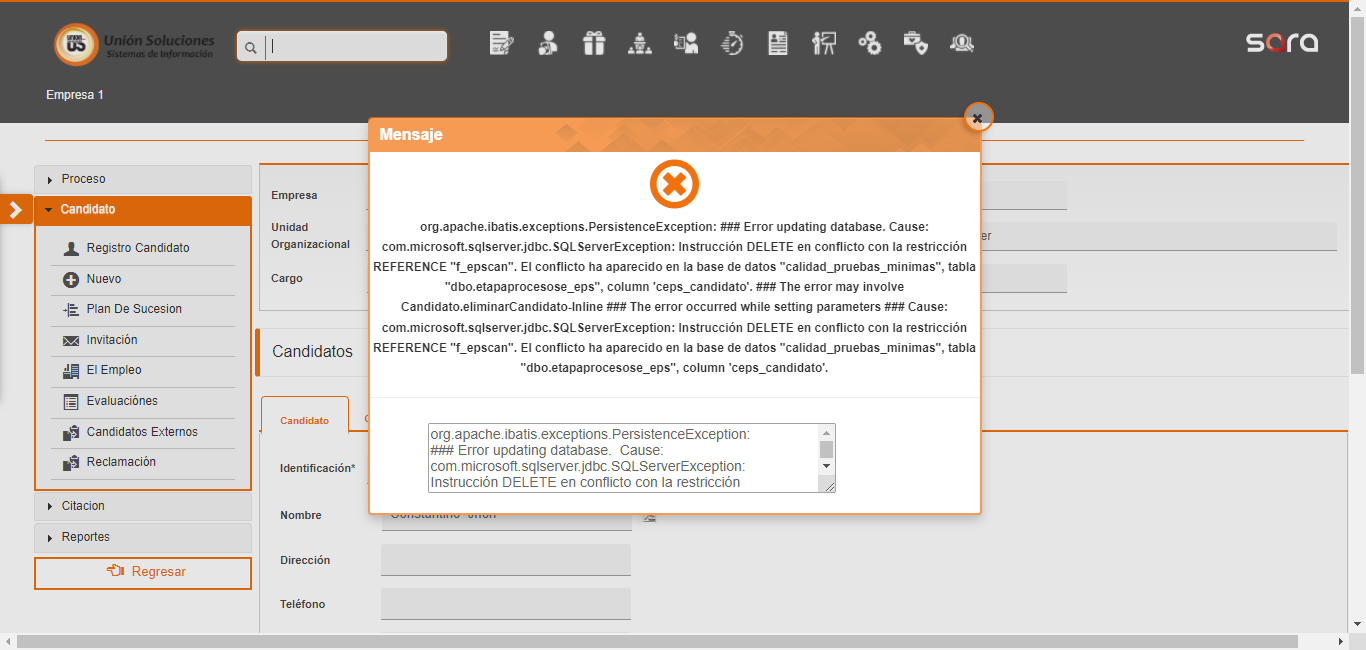 Unión Soluciones
Sistemas de Información
sara
Empresa 1
Mensaje
org.apache.ibatis.exceptions.PersistenceException: ### Error updating database. Cause:
com.microsoft.sqlserver.jdbc.SQLServerException: Instrucción DELETE en conflicto con la restricción
REFERENCE "f_epscan". El conflicto ha aparecido en la base de datos "calidad_pruebas_minimas", tabla
"dbo.etapaprocesose_eps", column 'ceps_candidato'. ### The error may involve
Candidato.eliminarCandidato-Inline ### The error occurred while setting parameters ### Cause:
com.microsoft.sqlserver.jdbc.SQLServerException: Instrucción DELETE en conflicto con la restricción
REFERENCE "f_epscan". El conflicto ha aparecido en la base de datos "calidad_pruebas_minimas", tabla
"dbo.etapaprocesose_eps", column 'ceps_candidato'.
org.apache.ibatis.exceptions.PersistenceException:
### Error updating database.  Cause:
com.microsoft.sqlserver.jdbc.SQLServerException:
Instrucción DELETE en conflicto con la restricción
Proceso
Candidato
Registro Candidato
Nuevo
Plan De Sucesion
Invitación
El Empleo
Evaluaciónes
Candidatos Externos
Reclamación
Citacion
Reportes
Regresar
Empresa
Unidad
Organizacional
er
Cargo
Candidatos
Candidato
Identificación*
Nombre
Dirección
Teléfono